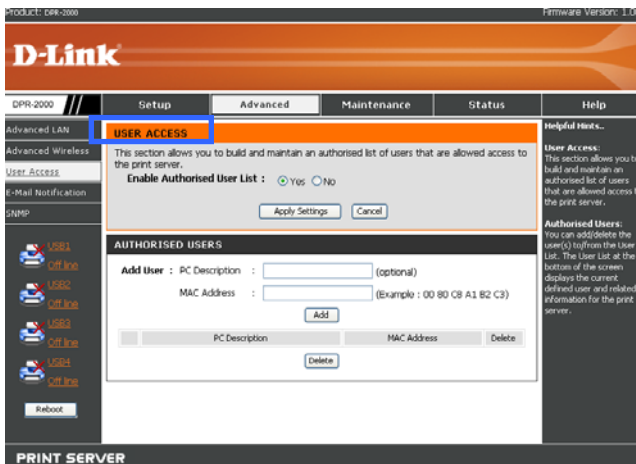 Product: DPR-2000 Firmware Version: 1.0
D-Link
DPR-2000 Setup Advanced Maintenance Status Help
Advanced LAN
Advanced Wireless
User Access
E-Mail Notification
SNMP
USB1
Off line
USB2
Off line
USB3
Off line
USB4
Off line
Reboot
USER ACCESS
This section allows you to build and maintain an authorised list of users that are allowed access to
the print server.
Enable Authorised User List : Yes No
Apply Settings Cancel
AUTHORISED USERS
Add User : PC Description : (optional)
MAC Address : (Example : 00 80 C8 A1 B2 C3)
Add
PC Description MAC Address Delete
Delete
Helpful Hints..
User Access:
This section allows you t
build and maintain an
authorised list of users
that are allowed access
the print server.
Authorised Users:
You can add/delete the
user(s) to/from the User
List. The User List at the
bottom of the screen
displays the current
defined user and related
information for the print
server.
PRINT SERVER